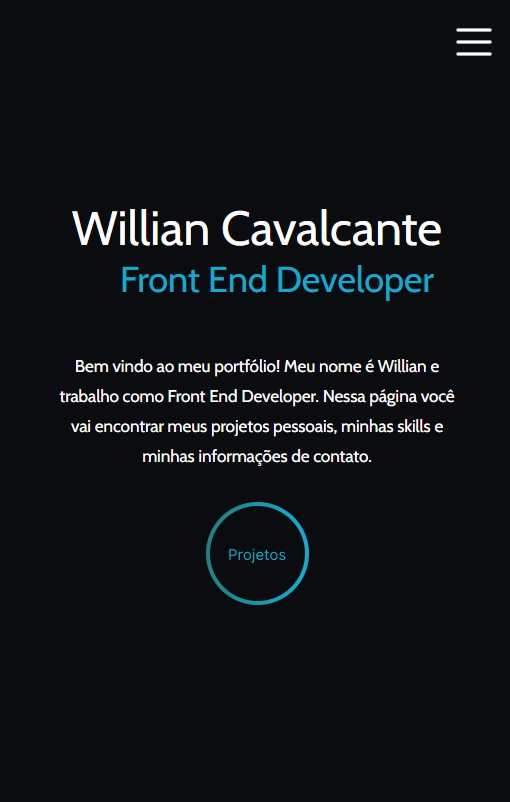 Willian Cavalcante
Front End Developer
Bem vindo ao meu portfólio! Meu nome é Willian e
trabalho como Front End Developer. Nessa página você
vai encontrar meus projetos pessoais, minhas skills e
minhas informações de contato.
Projetos